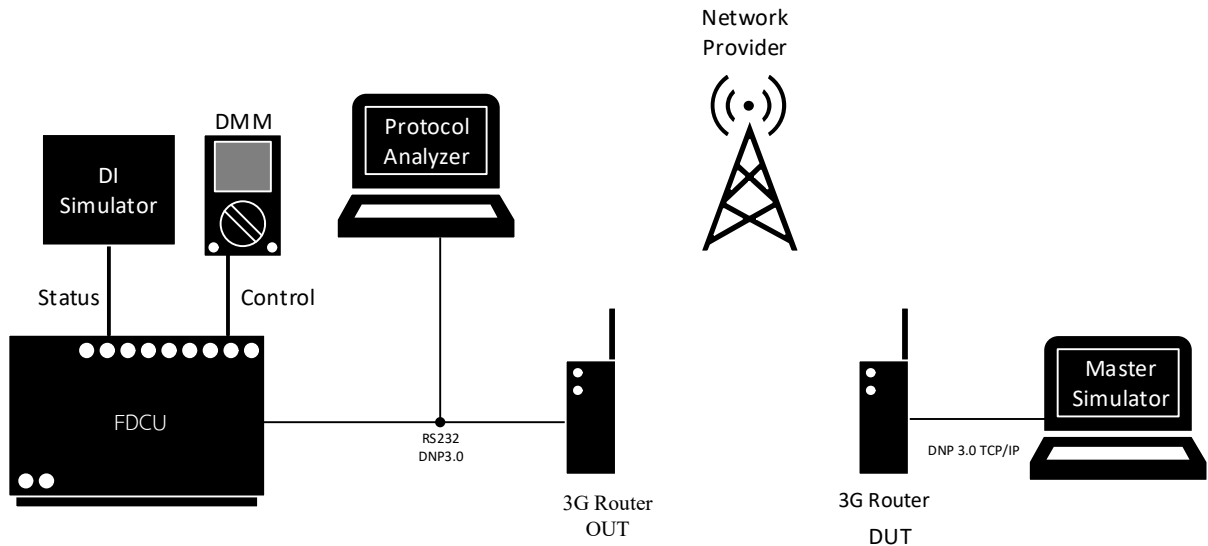 Network
Provider
DMM
Protocol
Analyzer
DI
Simulator
Status
Control
Master
Simulator
FDCU
RS232
DNP3.0
DNP 3.0 TCP/IP
3G Router
OUT
3G Router
DUT